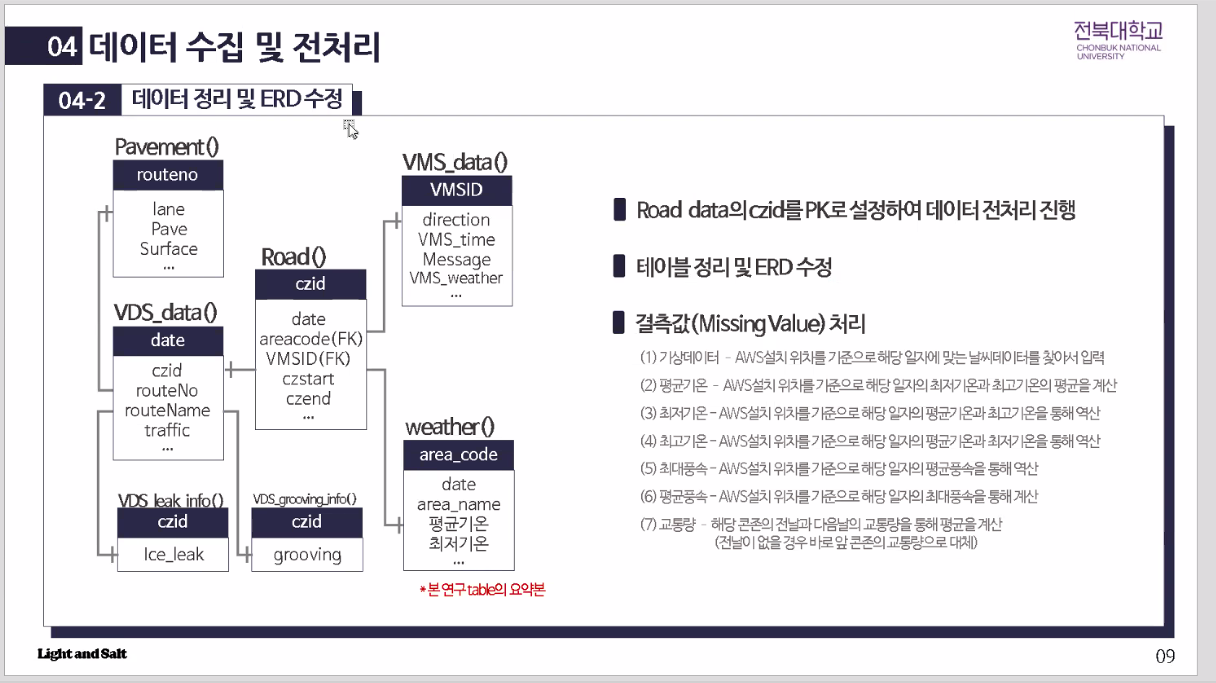 04 데이터 수집 및 전처리
전북대학교
CHONBUK NATIONAL
UNIVERSITY
04-2 데이터 정리 및 ERD 수정
Pavement()
routeno
lane
Pave
Surface
...
VDS_data()
date
czid
routeNo
routeName
traffic
...
VDS_leak_info()
czid
Ice_leak
VDS_grooving_info()
czid
grooving
Road()
czid
date
areacode(FK)
VMSID(FK)
czstart
czend
...
VMS_data()
VMSID
direction
VMS_time
Message
VMS_weather
...
weather()
area_code
date
area_name
평균기온
최저기온
...
*본 연구 table의 요약본
Road data의 czid를 PK로 설정하여 데이터 전처리 진행
테이블 정리 및 ERD 수정
결측값(Missing Value) 처리
(1) 기상데이터 - AWS설치 위치를 기준으로 해당 일자에 맞는 날씨데이터를 찾아서 입력
(2) 평균기온 - AWS설치 위치를 기준으로 해당 일자의 최저기온과 최고기온의 평균을 계산
(3) 최저기온 - AWS설치 위치를 기준으로 해당 일자의 평균기온과 최고기온을 통해 역산
(4) 최고기온 - AWS설치 위치를 기준으로 해당 일자의 평균기온과 최저기온을 통해 역산
(5) 최대풍속 - AWS설치 위치를 기준으로 해당 일자의 평균풍속을 통해 역산
(6) 평균풍속 - AWS설치 위치를 기준으로 해당 일자의 최대풍속을 통해 계산
(7) 교통량 - 해당 콘존의 전날과 다음날의 교통량을 통해 평균을 계산
(전날이 없을 경우 바로 앞 콘존의 교통량으로 대체)
Light and Salt
09